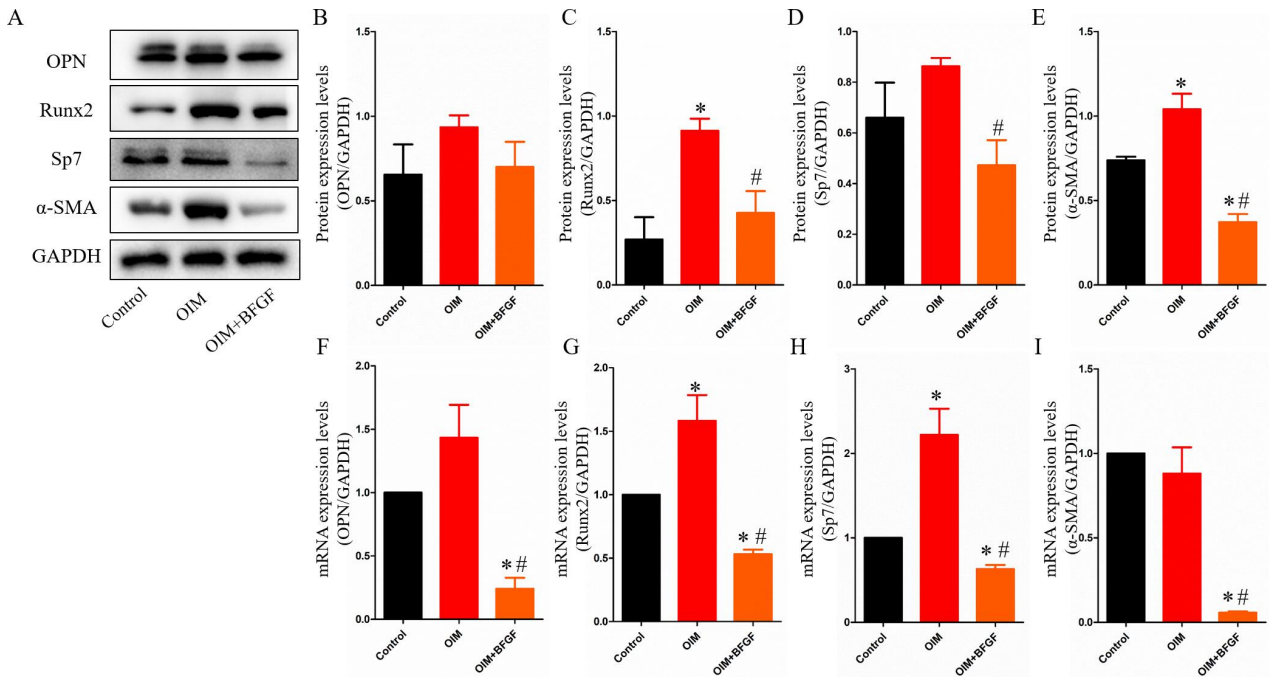 A
OPN
Runx2
Sp7
α-SMA
GAPDH
Control
OIM
OIM+BFGF
B
Protein expression levels
(OPN/GAPDH)
1.5
1.0
0.5
0.0
Control
OIM
OIM+BFGF
C
Protein expression levels
(Runx2/GAPDH)
1.5
1.0
0.5
0.0
*
#
Control
OIM
OIM+BFGF
D
Protein expression levels
(Sp7/GAPDH)
1.0
0.8
0.6
0.4
0.2
0.0
#
Control
OIM
OIM+BFGF
E
Protein expression levels
(α-SMA/GAPDH)
1.5
1.0
0.5
0.0
*
*#
Control
OIM
OIM+BFGF
F
mRNA expression levels
(OPN/GAPDH)
2.0
1.5
1.0
0.5
0.0
*#
Control
OIM
OIM+BFGF
G
mRNA expression levels
(Runx2/GAPDH)
2.0
1.5
1.0
0.5
0.0
*
*#
Control
OIM
OIM+BFGF
H
mRNA expression levels
(Sp7/GAPDH)
3
2
1
0
*
*#
Control
OIM
OIM+BFGF
I
mRNA expression levels
(α-SMA/GAPDH)
1.5
1.0
0.5
0.0
*#
Control
OIM
OIM+BFGF